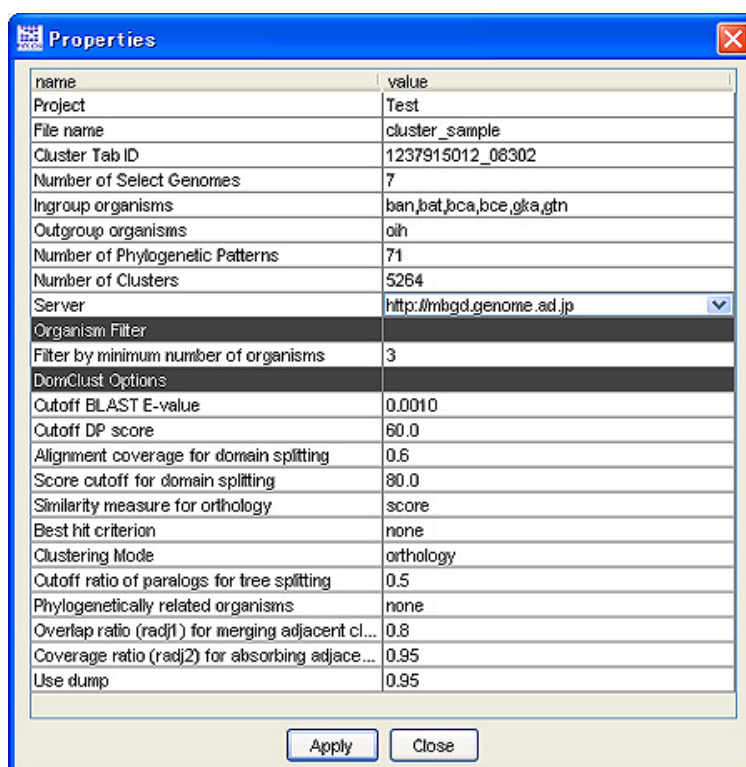 Properties
name value
Project Test
File name cluster_sample
Cluster Tab ID 1237915012_08302
Number of Select Genomes 7
Ingroup organisms ban,bat,bca,bce,gka,gtn
Outgroup organisms oih
Number of Phylogenetic Patterns 71
Number of Clusters 5264
Server http://mbgd.genome.ad.jp
Organism Filter
Filter by minimum number of organisms 3
DomClust Options
Cutoff BLAST E-value 0.0010
Cutoff DP score 60.0
Alignment coverage for domain splitting 0.6
Score cutoff for domain splitting 80.0
Similarity measure for orthology score
Best hit criterion none
Clustering Mode orthology
Cutoff ratio of paralogs for tree splitting 0.5
Phylogenetically related organisms none
Overlap ratio (radj1) for merging adjacent cl... 0.8
Coverage ratio (radj2) for absorbing adjace... 0.95
Use dump 0.95
Apply Close